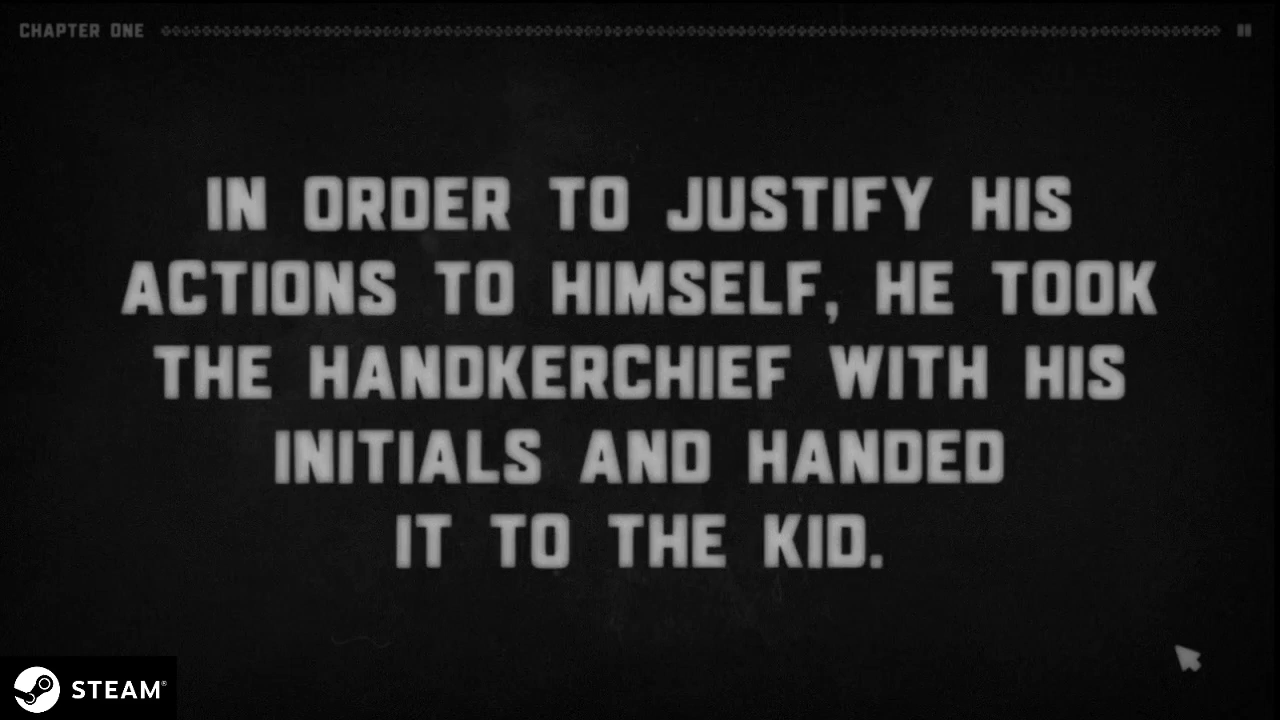 CHAPTER ONE
IN ORDER TO JUSTIFY HIS
ACTIONS TO HIMSELF, HE TOOK
THE HANDKERCHIEF WITH HIS
INITIALS AND HANDED
IT TO THE KID.
STEAM®